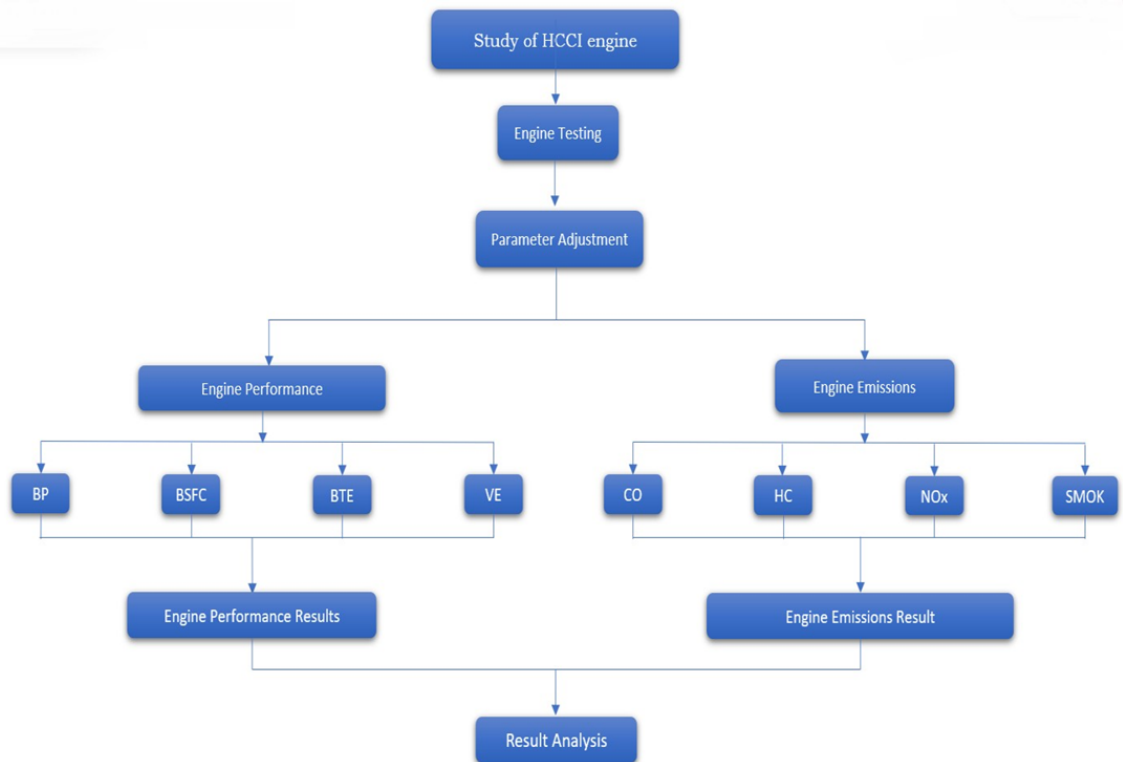 Study of HCCI engine
Engine Testing
Parameter Adjustment
Engine Performance
Engine Emissions
BP
BSFC
BTE
VE
CO
HC
NOx
SMOK
Engine Performance Results
Engine Emissions Result
Result Analysis